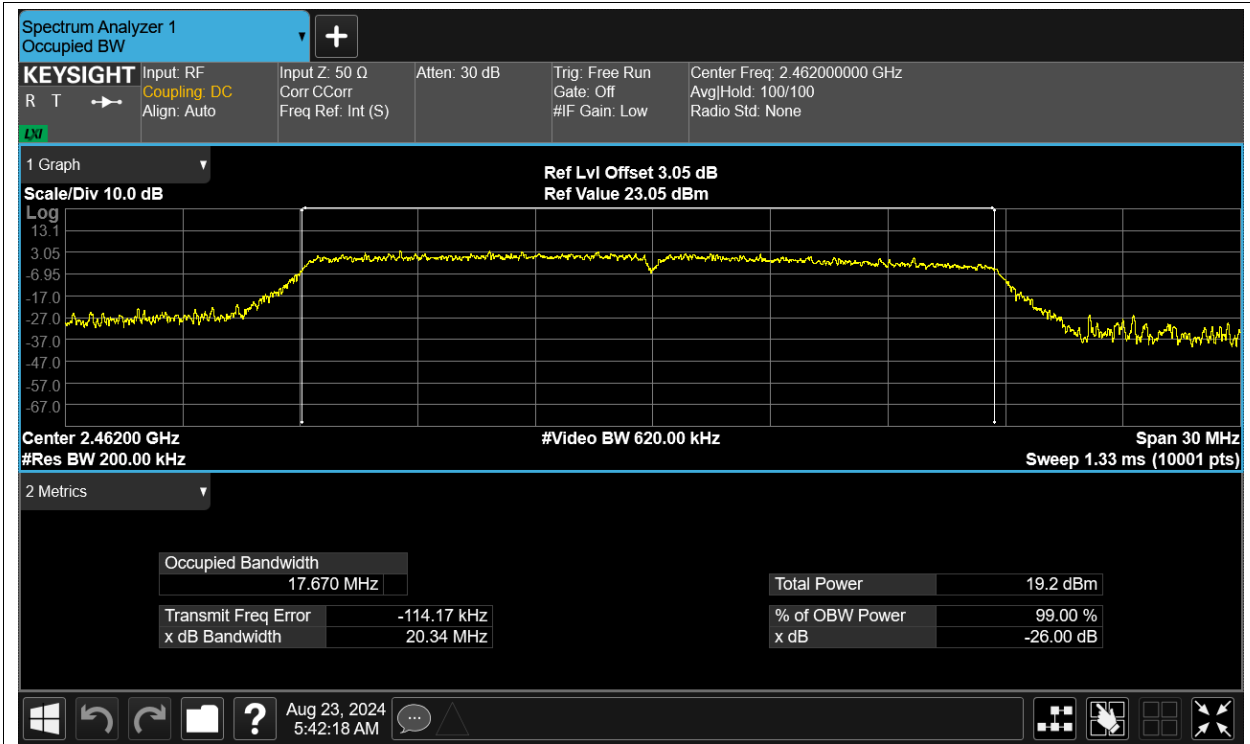 Spectrum Analyzer 1
Occupied BW
KEYSIGHT
R T
LXI
Input: RF
Coupling: DC
Align: Auto
Input Z: 50 Ω
Corr CCorr
Freq Ref: Int (S)
Atten: 30 dB
Trig: Free Run
Gate: Off
#IF Gain: Low
Center Freq: 2.462000000 GHz
Avg|Hold: 100/100
Radio Std: None
1 Graph
Scale/Div 10.0 dB
Ref Lvl Offset 3.05 dB
Ref Value 23.05 dBm
Log
13.1
3.05
-6.95
-17.0
-27.0
-37.0
-47.0
-57.0
-67.0
Center 2.46200 GHz
#Res BW 200.00 kHz
#Video BW 620.00 kHz
Span 30 MHz
Sweep 1.33 ms (10001 pts)
2 Metrics
Occupied Bandwidth
17.670 MHz
Transmit Freq Error -114.17 kHz
x dB Bandwidth 20.34 MHz
Total Power 19.2 dBm
% of OBW Power 99.00 %
x dB -26.00 dB
?
Aug 23, 2024
5:42:18 AM